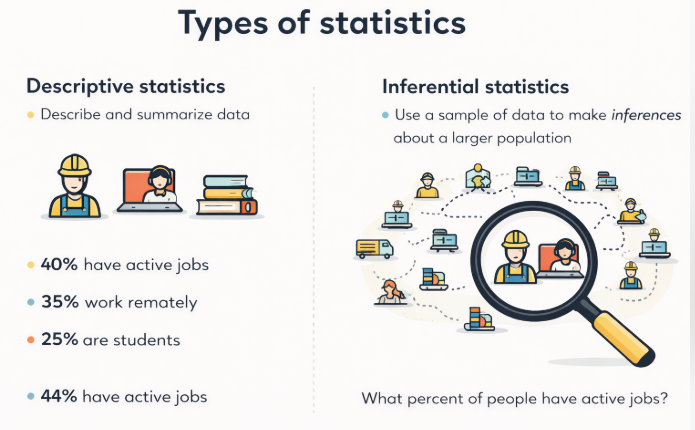 Types of statistics
Descriptive statistics
Describe and summarize data
40% have active jobs
35% work remately
25% are students
44% have active jobs
Inferential statistics
Use a sample of data to make inferences
about a larger population
What percent of people have active jobs?